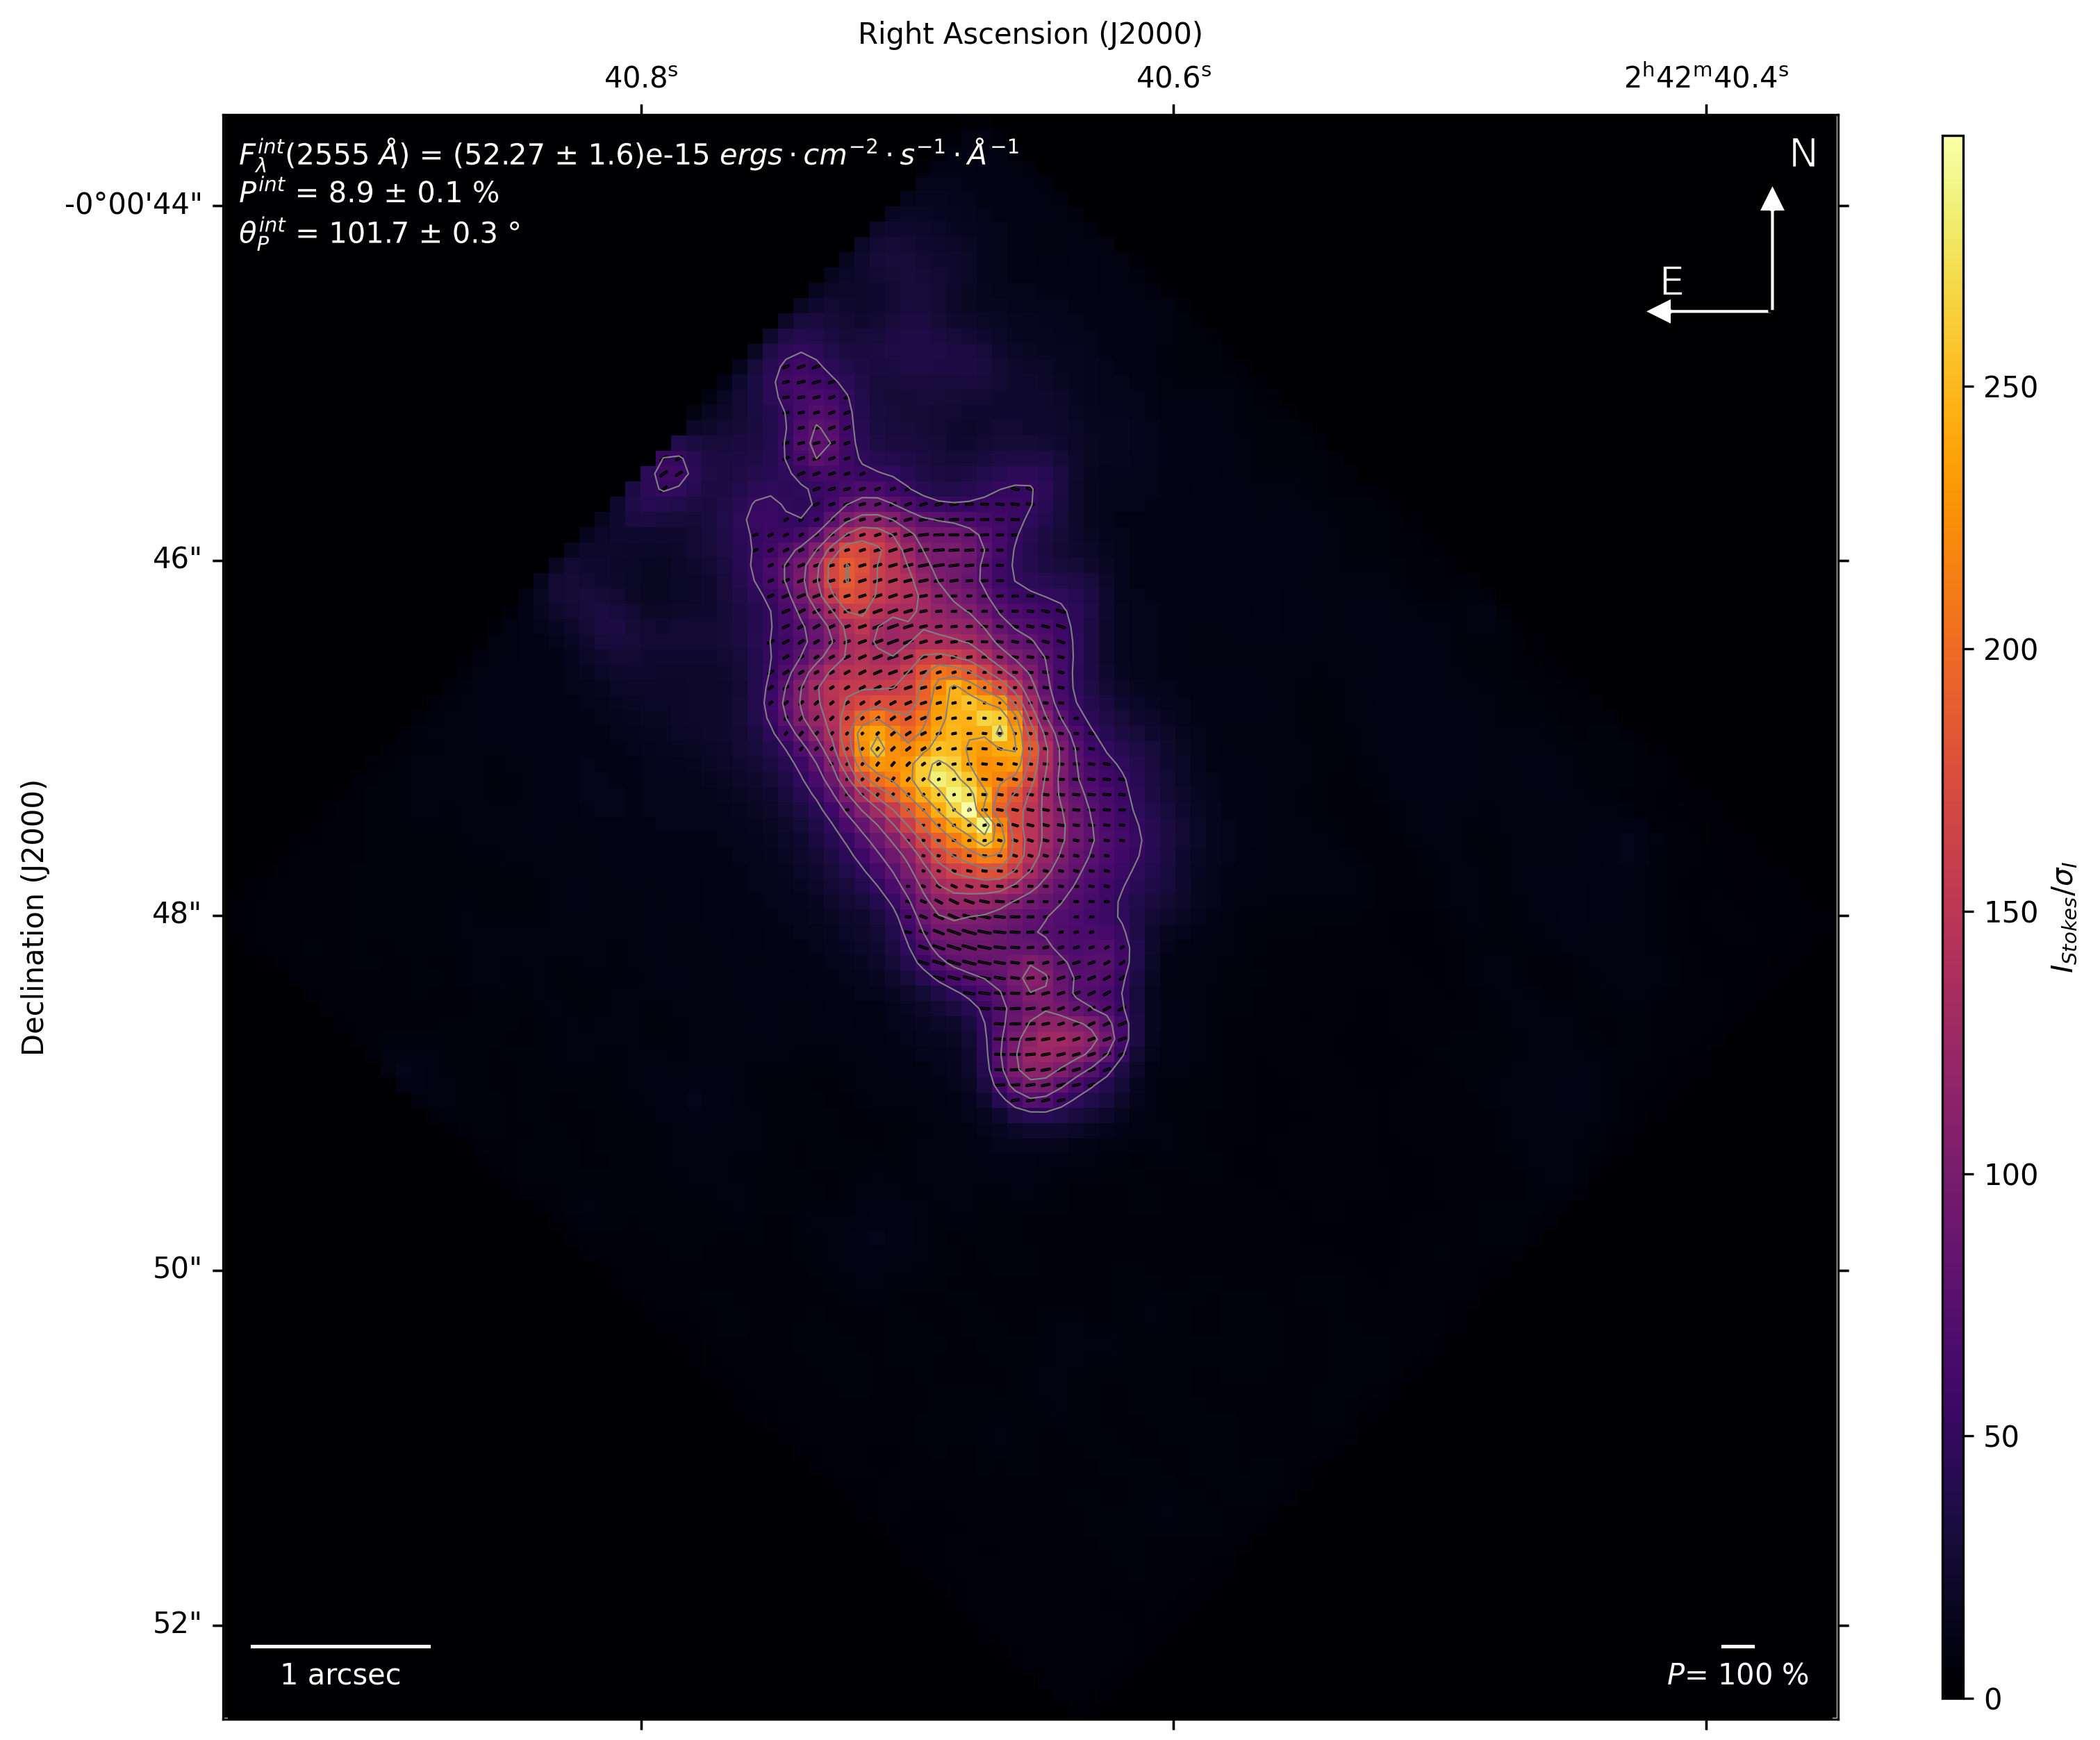 Right Ascension (J2000)
40.8ˢ 40.6ˢ 2ʰ42ᵐ40.4ˢ
F_λ^int(2555 Å) = (52.27 ± 1.6)e-15 ergs · cm⁻² · s⁻¹ · Å⁻¹
P^int = 8.9 ± 0.1 %
θ_P^int = 101.7 ± 0.3 °
N
E
-0°00'44"
46"
48"
50"
52"
Declination (J2000)
1 arcsec
P= 100 %
250
200
150
100
50
0
I_Stokes/σ_I